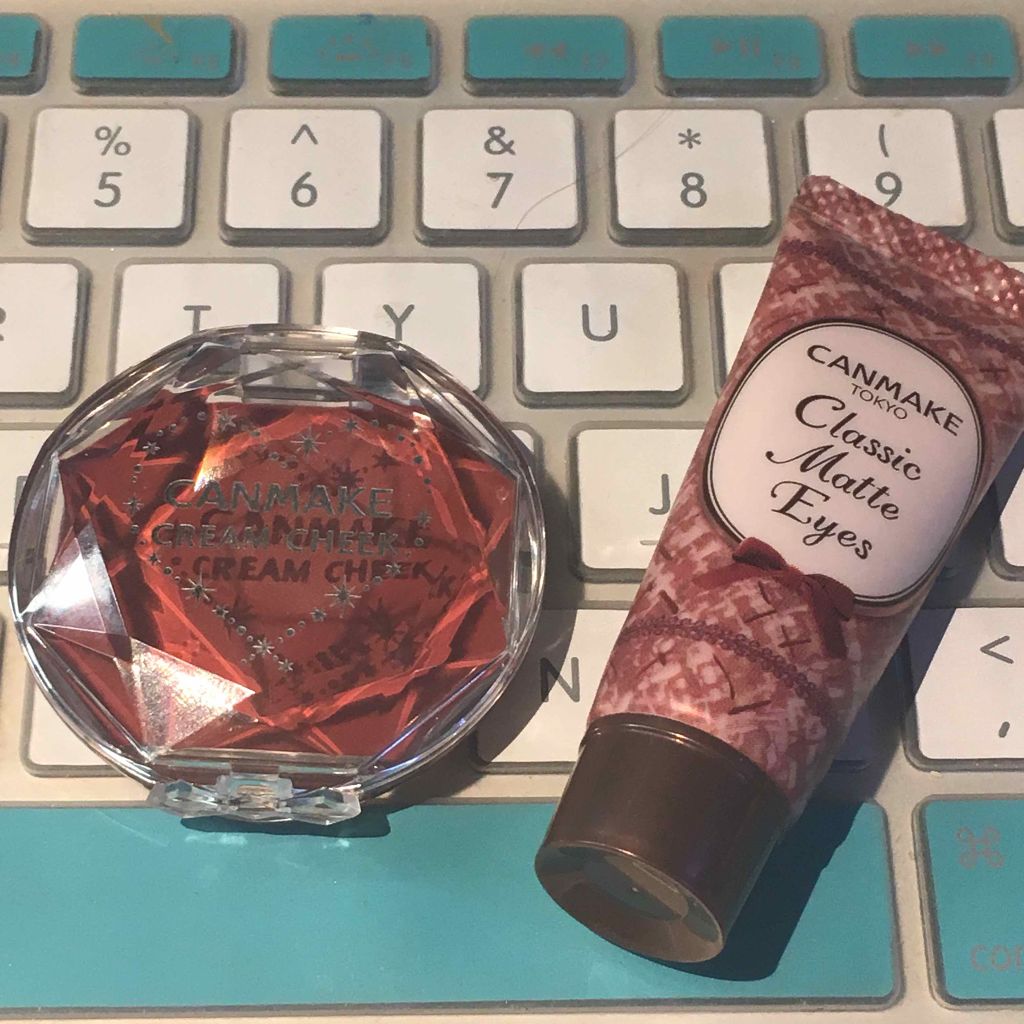 % ^ & * (
5 6 7 8 9
R T Y U
J
N
<
,
⌘
CANMAKE
CREAM CHEEK
CANMAKE
TOKYO
Classic
Matte
Eyes